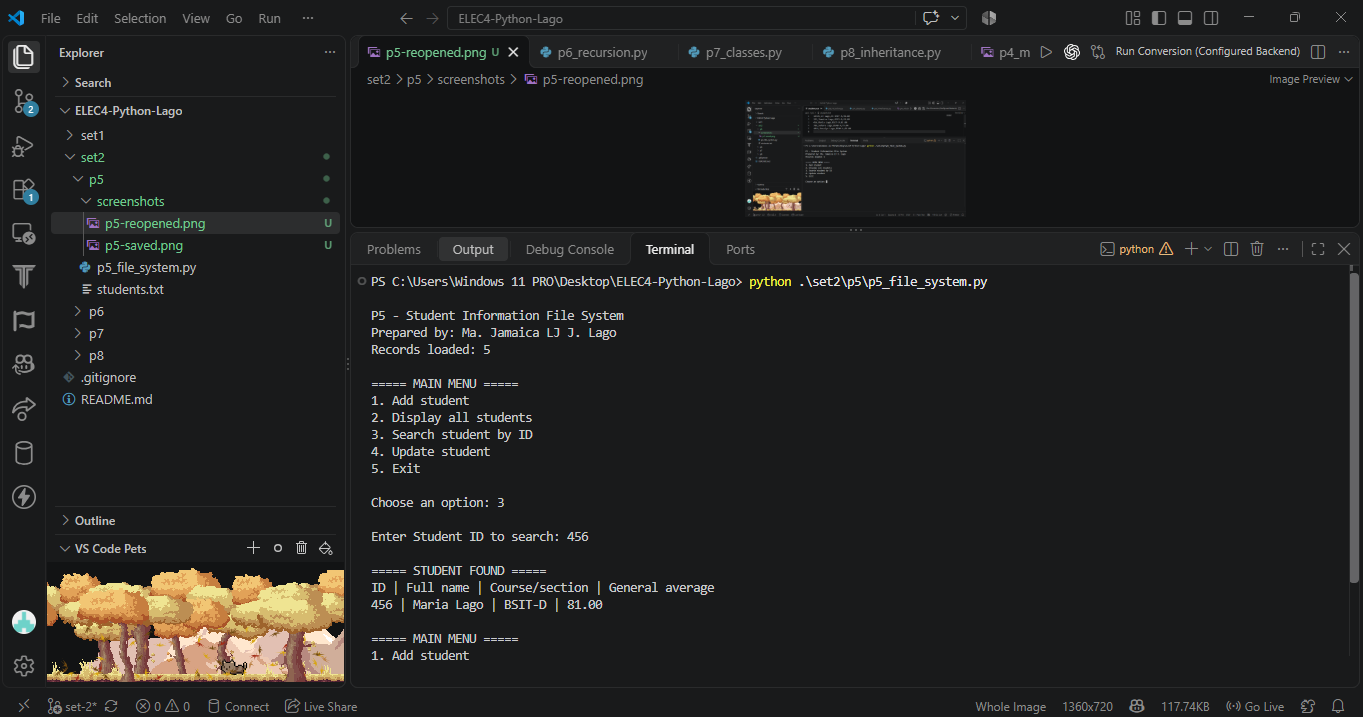 File Edit Selection View Go Run ··· ELEC4-Python-Lago
Explorer ···
Search
ELEC4-Python-Lago
set1
set2
p5
screenshots
p5-reopened.png U
p5-saved.png U
p5_file_system.py
students.txt
p6
p7
p8
.gitignore
README.md
Outline
VS Code Pets
2
1
p5-reopened.png U p6_recursion.py p7_classes.py p8_inheritance.py p4_m Run Conversion (Configured Backend) ···
set2 > p5 > screenshots > p5-reopened.png Image Preview
Problems Output Debug Console Terminal Ports python ···
PS C:\Users\Windows 11 PRO\Desktop\ELEC4-Python-Lago> python .\set2\p5\p5_file_system.py
P5 - Student Information File System
Prepared by: Ma. Jamaica LJ J. Lago
Records loaded: 5
===== MAIN MENU =====
1. Add student
2. Display all students
3. Search student by ID
4. Update student
5. Exit
Choose an option: 3
Enter Student ID to search: 456
===== STUDENT FOUND =====
ID | Full name | Course/section | General average
456 | Maria Lago | BSIT-D | 81.00
===== MAIN MENU =====
1. Add student
set-2* 0 0 Connect Live Share Whole Image 1360x720 117.74KB Go Live